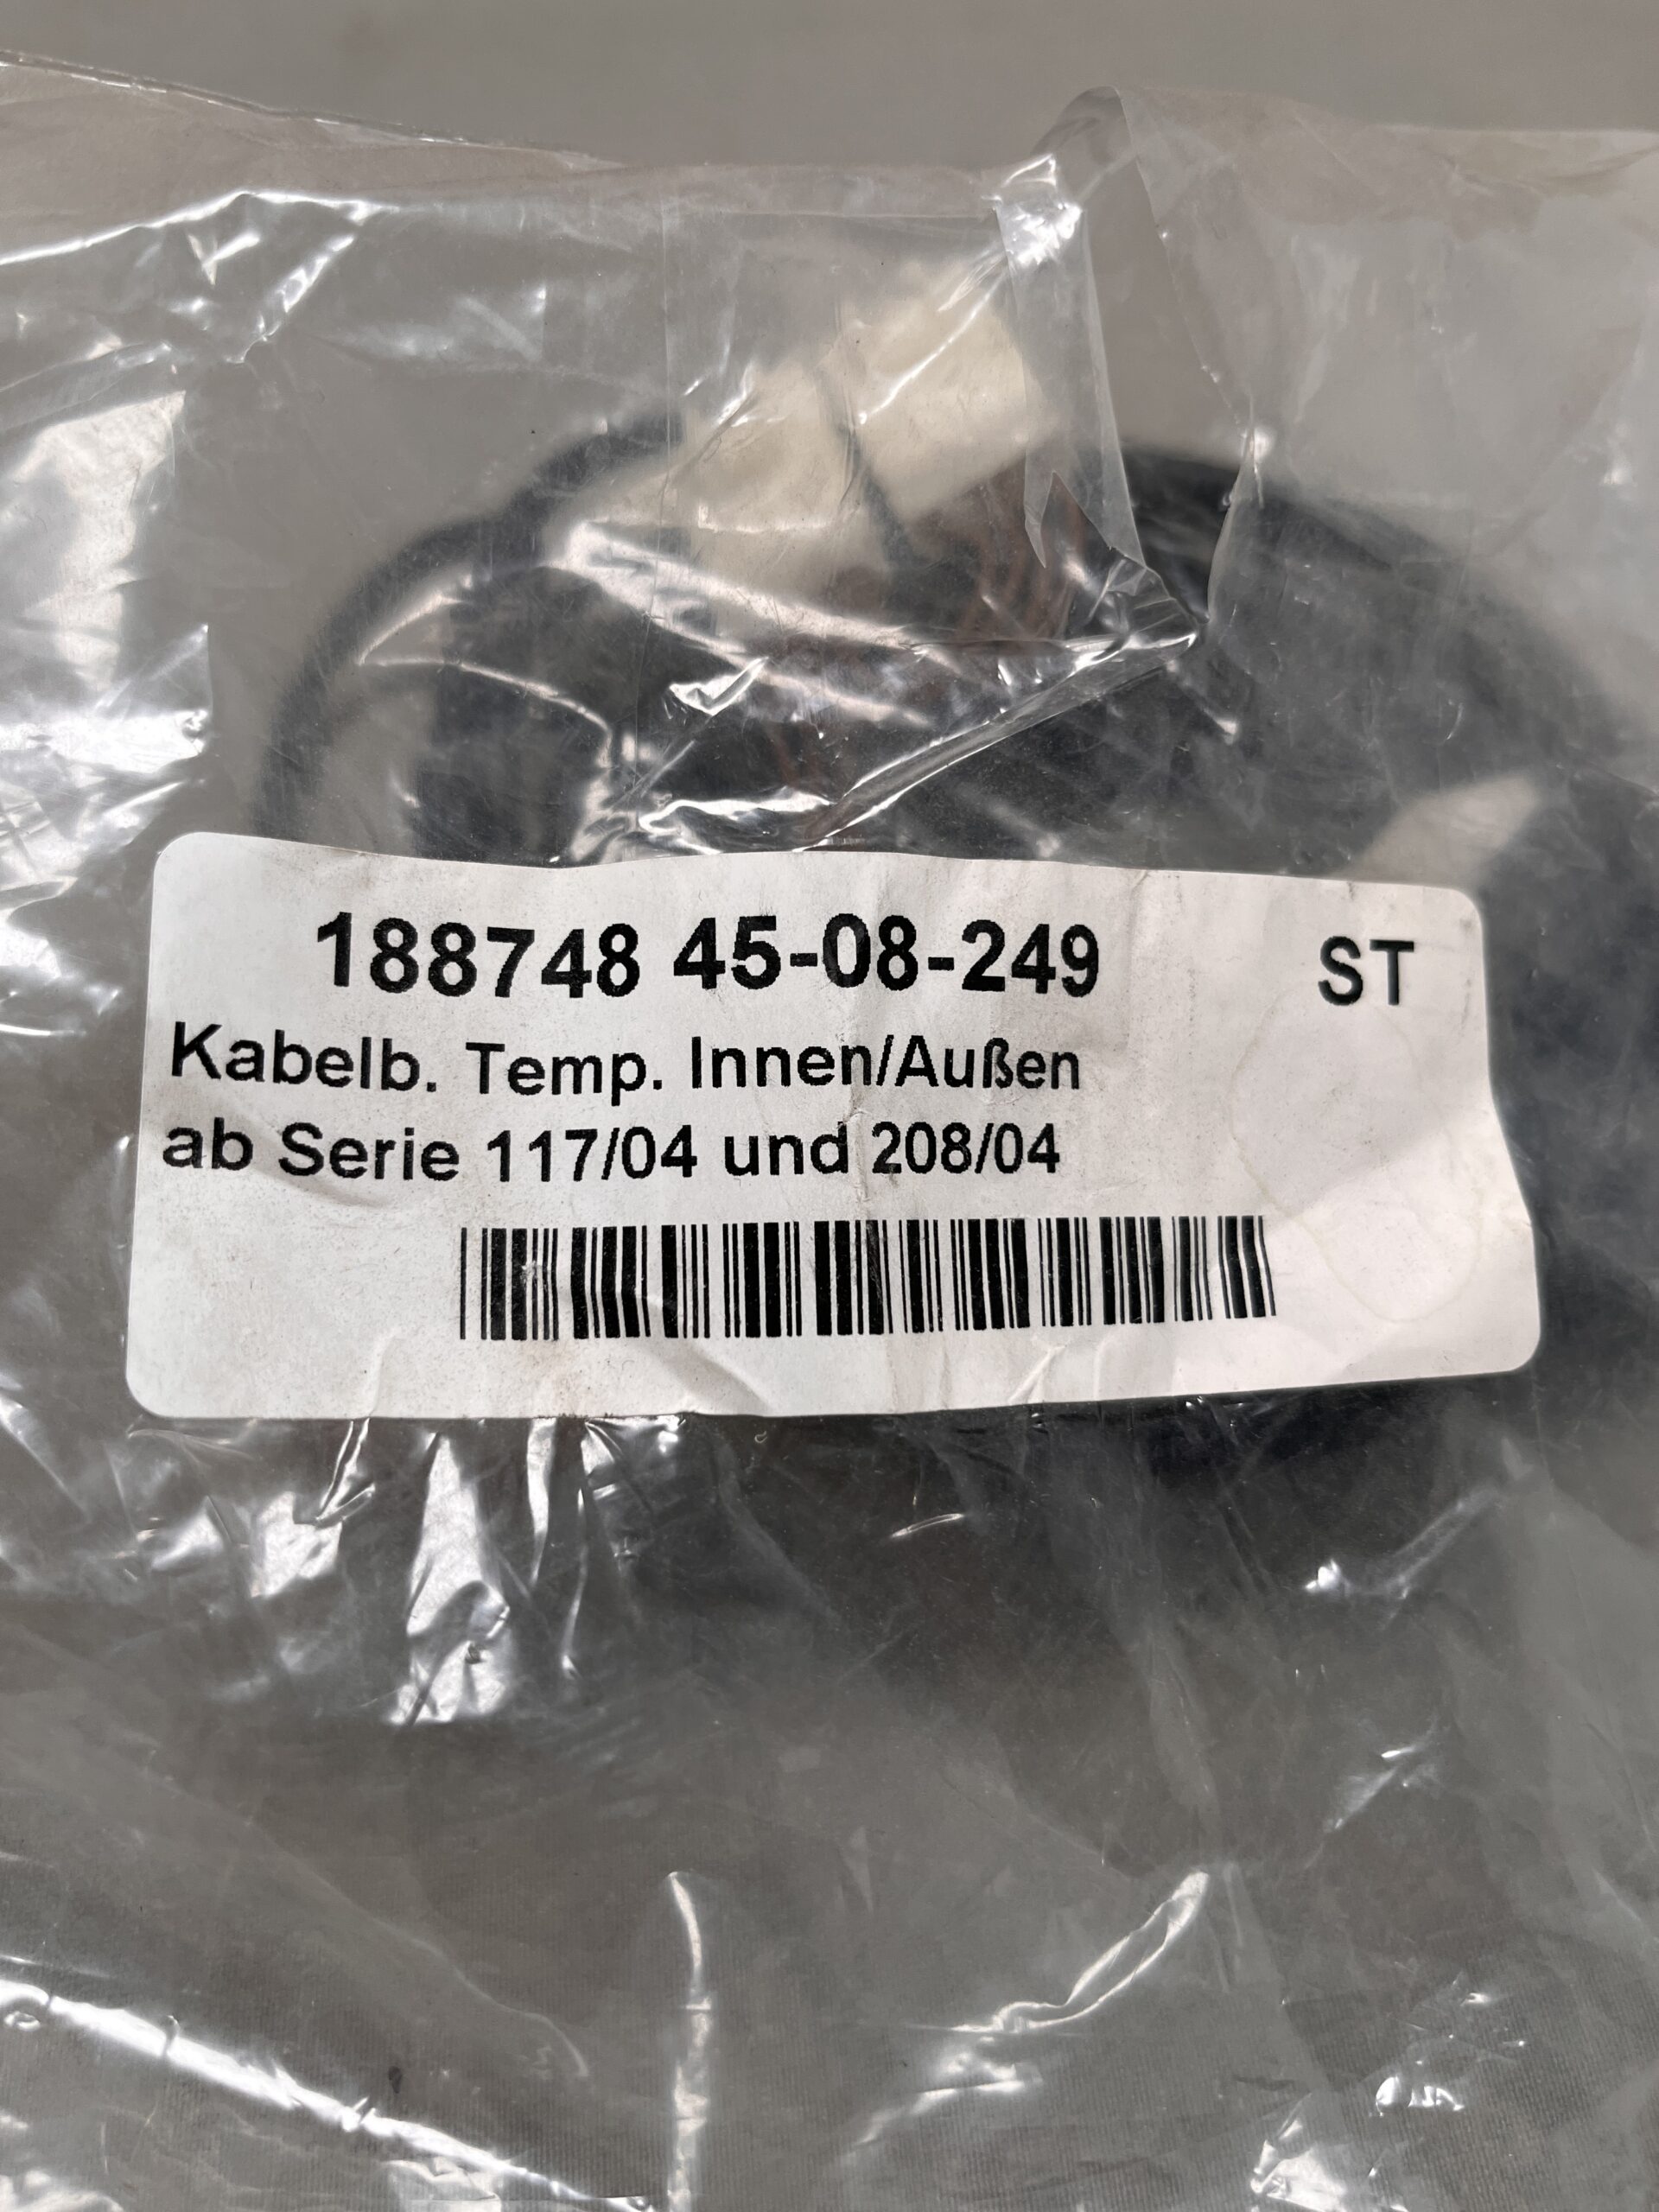 188748 45-08-249 ST
Kabelb. Temp. Innen/Außen
ab Serie 117/04 und 208/04